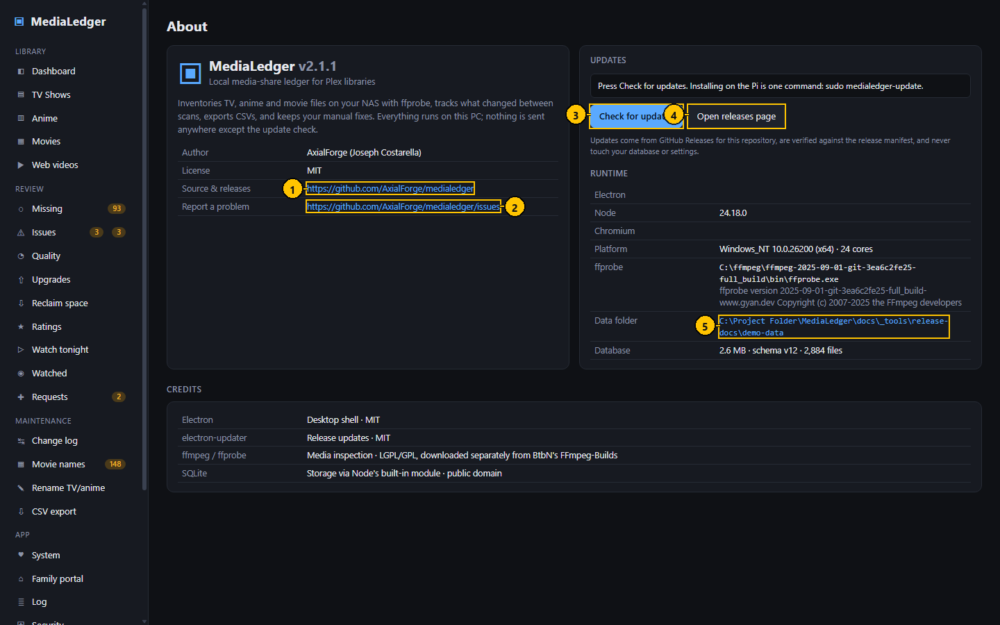 MediaLedger
LIBRARY
Dashboard
TV Shows
Anime
Movies
Web videos
REVIEW
Missing 93
Issues 3 3
Quality
Upgrades
Reclaim space
Ratings
Watch tonight
Watched
Requests 2
MAINTENANCE
Change log
Movie names 148
Rename TV/anime
CSV export
APP
System
Family portal
Log
Security
About
MediaLedger v2.1.1
Local media-share ledger for Plex libraries
Inventories TV, anime and movie files on your NAS with ffprobe, tracks what changed between
scans, exports CSVs, and keeps your manual fixes. Everything runs on this PC; nothing is sent
anywhere except the update check.
Author AxialForge (Joseph Costarella)
License MIT
Source & releases 1 https://github.com/AxialForge/medialedger
Report a problem https://github.com/AxialForge/medialedger/issues 2
UPDATES
Press Check for updates. Installing on the Pi is one command: sudo medialedger-update.
3 Check for updat 4 Open releases page
Updates come from GitHub Releases for this repository, are verified against the release manifest, and never
touch your database or settings.
RUNTIME
Electron
Node 24.18.0
Chromium
Platform Windows_NT 10.0.26200 (x64) · 24 cores
ffprobe C:\ffmpeg\ffmpeg-2025-09-01-git-3ea6c2fe25-
full_build\bin\ffprobe.exe
ffprobe version 2025-09-01-git-3ea6c2fe25-full_build-
www.gyan.dev Copyright (c) 2007-2025 the FFmpeg developers
Data folder 5 C:\Project Folder\MediaLedger\docs\_tools\release-
docs\demo-data
Database 2.6 MB · schema v12 · 2,884 files
CREDITS
Electron Desktop shell · MIT
electron-updater Release updates · MIT
ffmpeg / ffprobe Media inspection · LGPL/GPL, downloaded separately from BtbN's FFmpeg-Builds
SQLite Storage via Node's built-in module · public domain